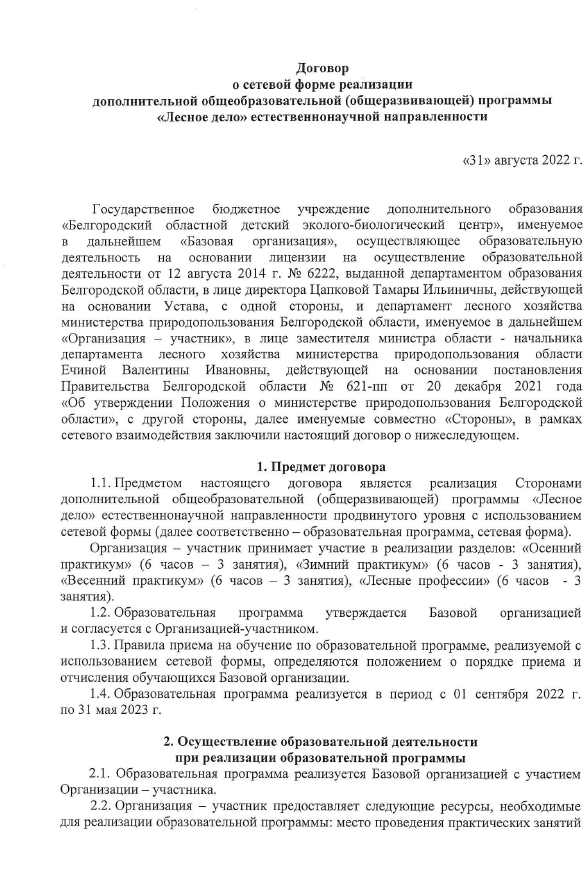 Договор
о сетевой форме реализации
дополнительной общеобразовательной (общеразвивающей) программы
«Лесное дело» естественнонаучной направленности
«31» августа 2022 г.
Государственное бюджетное учреждение дополнительного образования
«Белгородский областной детский эколого-биологический центр», именуемое
в дальнейшем «Базовая организация», осуществляющее образовательную
деятельность на основании лицензии на осуществление образовательной
деятельности от 12 августа 2014 г. № 6222, выданной департаментом образования
Белгородской области, в лице директора Цапковой Тамары Ильиничны, действующей
на основании Устава, с одной стороны, и департамент лесного хозяйства
министерства природопользования Белгородской области, именуемое в дальнейшем
«Организация – участник», в лице заместителя министра области - начальника
департамента лесного хозяйства министерства природопользования области
Ечиной Валентины Ивановны, действующей на основании постановления
Правительства Белгородской области № 621-пп от 20 декабря 2021 года
«Об утверждении Положения о министерстве природопользования Белгородской
области», с другой стороны, далее именуемые совместно «Стороны», в рамках
сетевого взаимодействия заключили настоящий договор о нижеследующем.
1. Предмет договора
1.1. Предметом настоящего договора является реализация Сторонами
дополнительной общеобразовательной (общеразвивающей) программы «Лесное
дело» естественнонаучной направленности продвинутого уровня с использованием
сетевой формы (далее соответственно – образовательная программа, сетевая форма).
Организация – участник принимает участие в реализации разделов: «Осенний
практикум» (6 часов – 3 занятия), «Зимний практикум» (6 часов - 3 занятия),
«Весенний практикум» (6 часов – 3 занятия), «Лесные профессии» (6 часов - 3
занятия).
1.2. Образовательная программа утверждается Базовой организацией
и согласуется с Организацией-участником.
1.3. Правила приема на обучение по образовательной программе, реализуемой с
использованием сетевой формы, определяются положением о порядке приема и
отчисления обучающихся Базовой организации.
1.4. Образовательная программа реализуется в период с 01 сентября 2022 г.
по 31 мая 2023 г.
2. Осуществление образовательной деятельности
при реализации образовательной программы
2.1. Образовательная программа реализуется Базовой организацией с участием
Организации – участника.
2.2. Организация – участник предоставляет следующие ресурсы, необходимые
для реализации образовательной программы: место проведения практических занятий